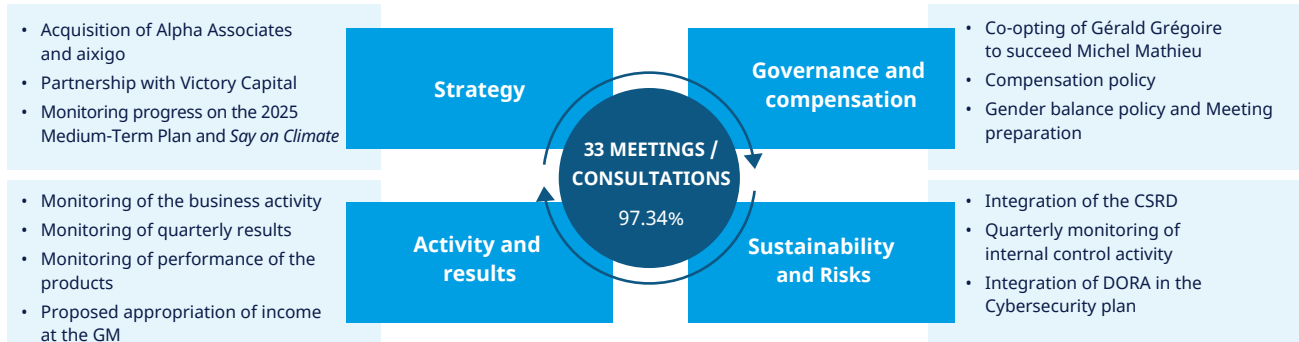 • Acquisition of Alpha Associates
and aixigo
• Partnership with Victory Capital
• Monitoring progress on the 2025
Medium-Term Plan and Say on Climate
Strategy
Governance and
compensation
• Co-opting of Gérald Grégoire
to succeed Michel Mathieu
• Compensation policy
• Gender balance policy and Meeting
preparation
33 MEETINGS /
CONSULTATIONS
97.34%
• Monitoring of the business activity
• Monitoring of quarterly results
• Monitoring of performance of the
products
• Proposed appropriation of income
at the GM
Activity and
results
Sustainability
and Risks
• Integration of the CSRD
• Quarterly monitoring of
internal control activity
• Integration of DORA in the
Cybersecurity plan